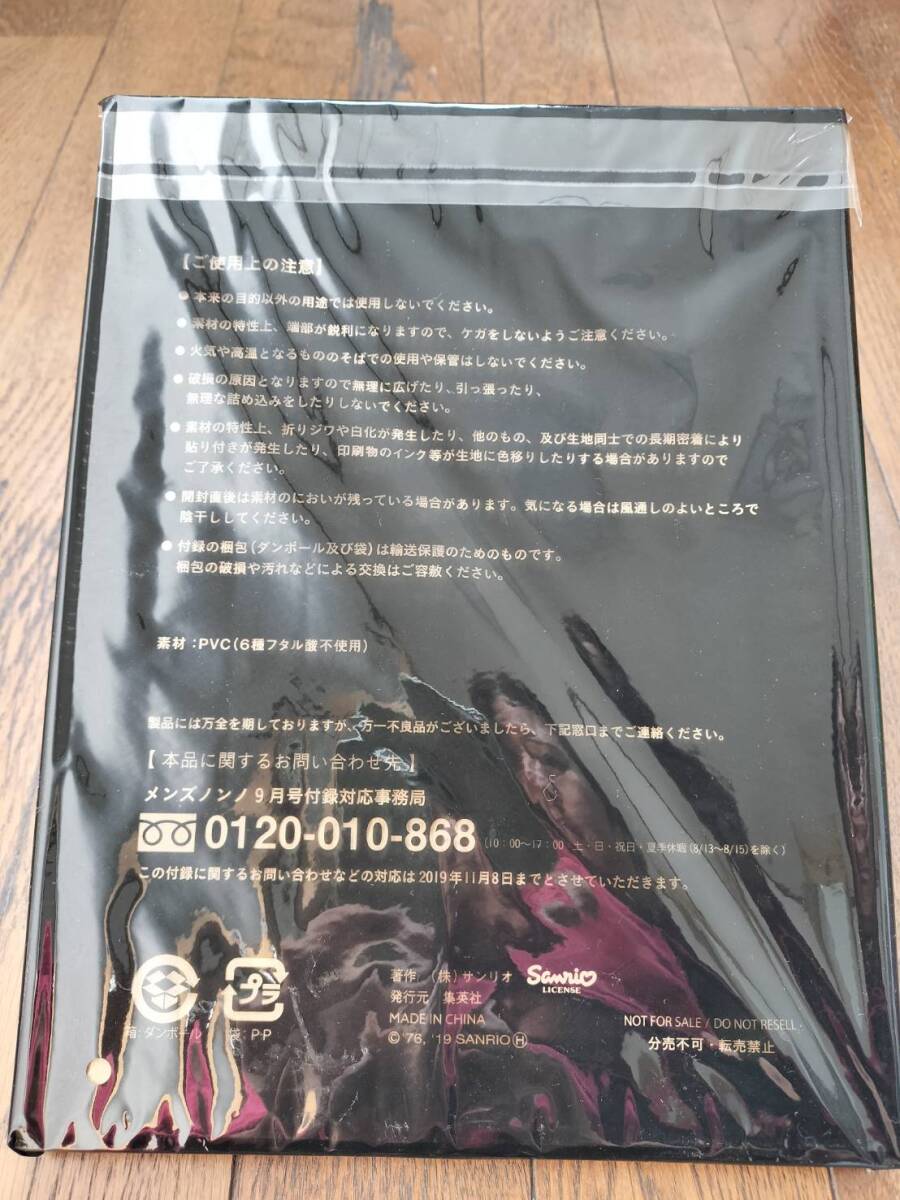 【ご使用上の注意】
● 本来の目的以外の用途では使用しないでください。
● 素材の特性上、端部が鋭利になりますので、ケガをしないようご注意ください。
● 火気や高温となるもののそばでの使用や保管はしないでください。
● 破損の原因となりますので無理に広げたり、引っ張ったり、
無理な詰め込みをしたりしないでください。
● 素材の特性上、折りジワや白化が発生したり、他のもの、及び生地同士での長期密着により
貼り付きが発生したり、印刷物のインク等が生地に色移りしたりする場合がありますので
ご了承ください。
● 開封直後は素材のにおいが残っている場合があります。気になる場合は風通しのよいところで
陰干ししてください。
● 付録の梱包(ダンボール及び袋)は輸送保護のためのものです。
梱包の破損や汚れなどによる交換はご容赦ください。
素材:PVC(6種フタル酸不使用)
製品には万全を期しておりますが、万一不良品がございましたら、下記窓口までご連絡ください。
【本品に関するお問い合わせ先】
メンズノンノ9月号付録対応事務局
0120-010-868 (10:00〜17:00 土・日・祝日・夏季休暇(8/13〜8/15)を除く)
この付録に関するお問い合わせなどの対応は2019年11月8日までとさせていただきます。
プラ
箱:ダンボール 袋:P・P
著作 (株)サンリオ
発行元 集英社
MADE IN CHINA
© '76, '19 SANRIO Ⓗ
Sanrio
LICENSE
NOT FOR SALE / DO NOT RESELL・
分売不可・転売禁止